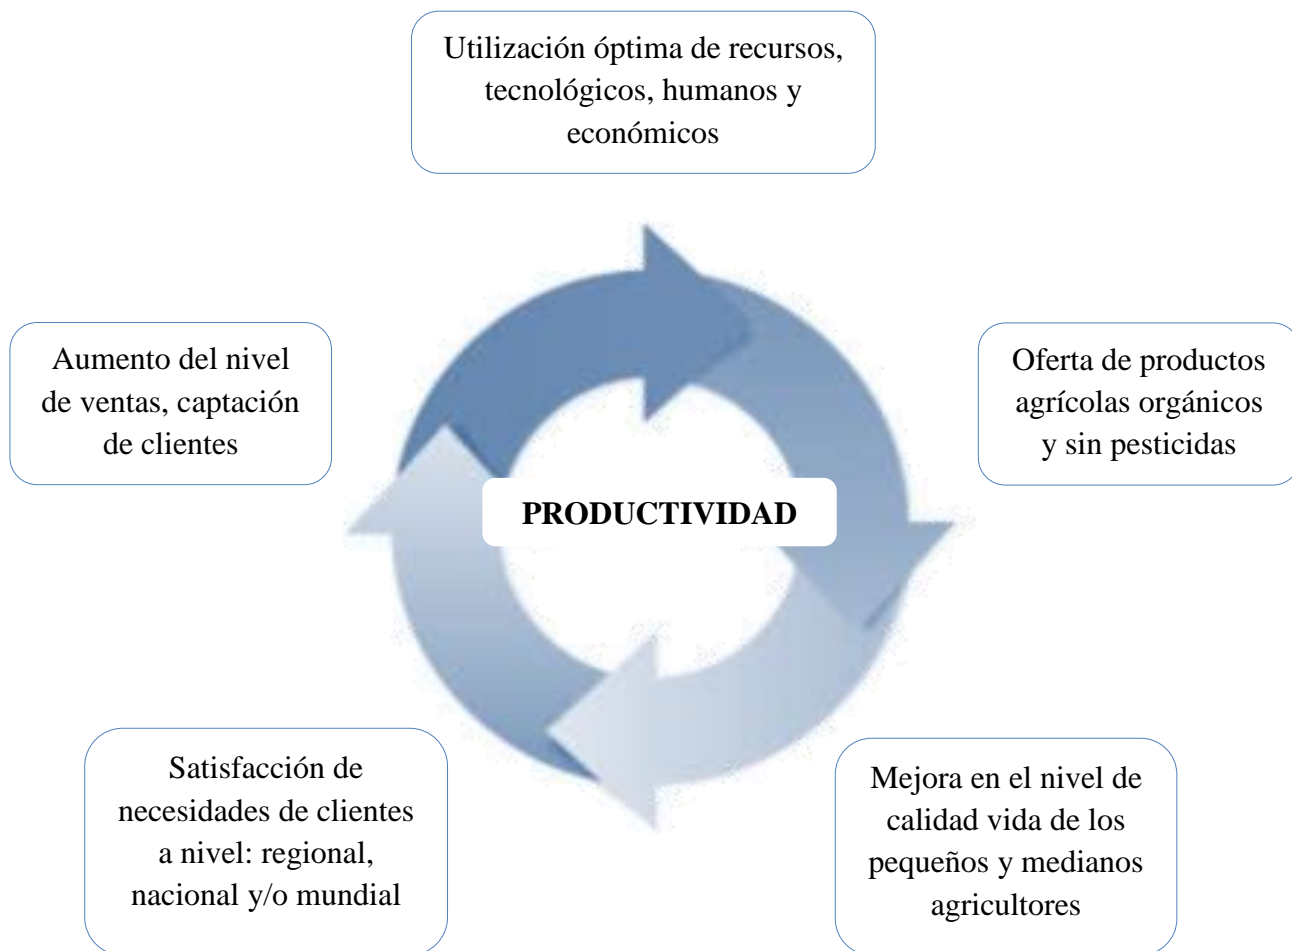 Utilización óptima de recursos,
tecnológicos, humanos y
económicos
Aumento del nivel
de ventas, captación
de clientes
Oferta de productos
agrícolas orgánicos
y sin pesticidas
PRODUCTIVIDAD
Satisfacción de
necesidades de clientes
a nivel: regional,
nacional y/o mundial
Mejora en el nivel de
calidad vida de los
pequeños y medianos
agricultores